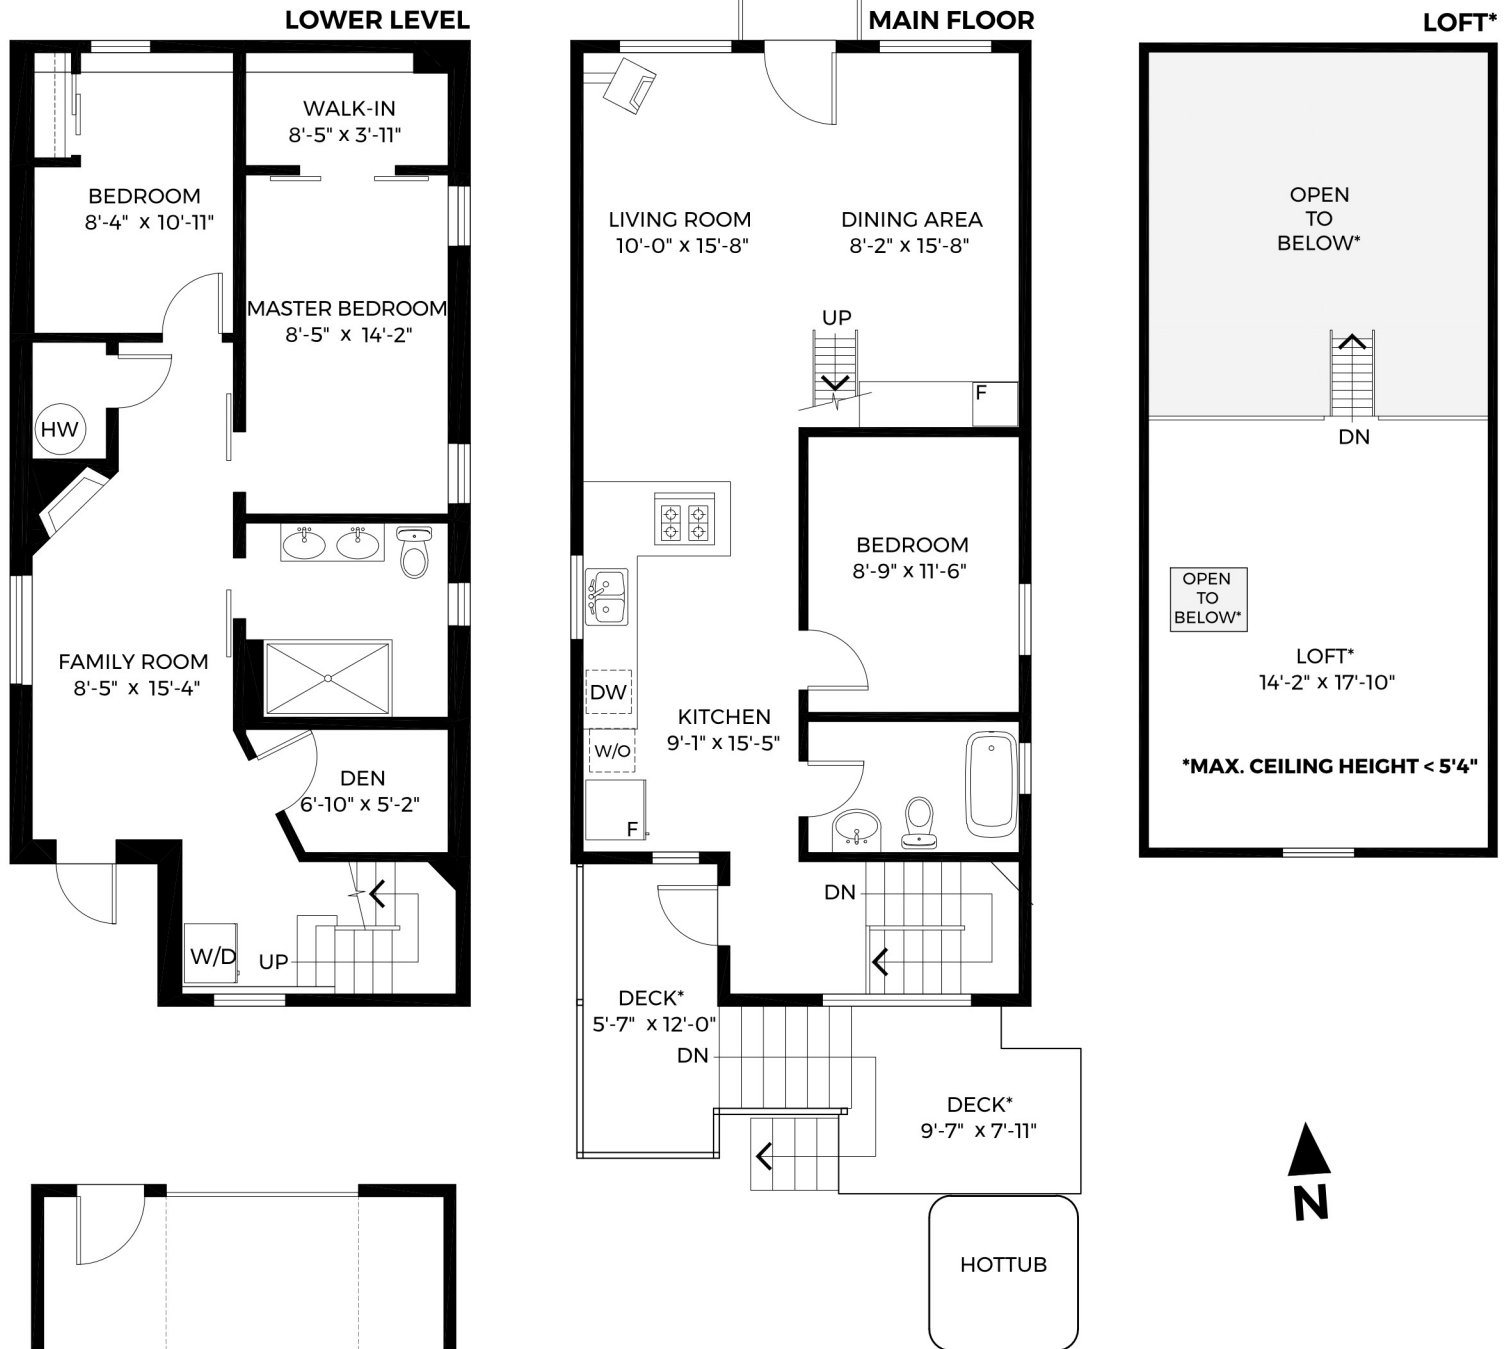 LOWER LEVEL
WALK-IN
8'-5" x 3'-11"
BEDROOM
8'-4" x 10'-11"
MASTER BEDROOM
8'-5" x 14'-2"
HW
FAMILY ROOM
8'-5" x 15'-4"
DEN
6'-10" x 5'-2"
W/D
UP
MAIN FLOOR
LIVING ROOM
10'-0" x 15'-8"
DINING AREA
8'-2" x 15'-8"
UP
F
BEDROOM
8'-9" x 11'-6"
DW
KITCHEN
9'-1" x 15'-5"
W/O
F
DN
DECK*
5'-7" x 12'-0"
DN
DECK*
9'-7" x 7'-11"
HOTTUB
LOFT*
OPEN
TO
BELOW*
DN
OPEN
TO
BELOW*
LOFT*
14'-2" x 17'-10"
*MAX. CEILING HEIGHT < 5'4"
N